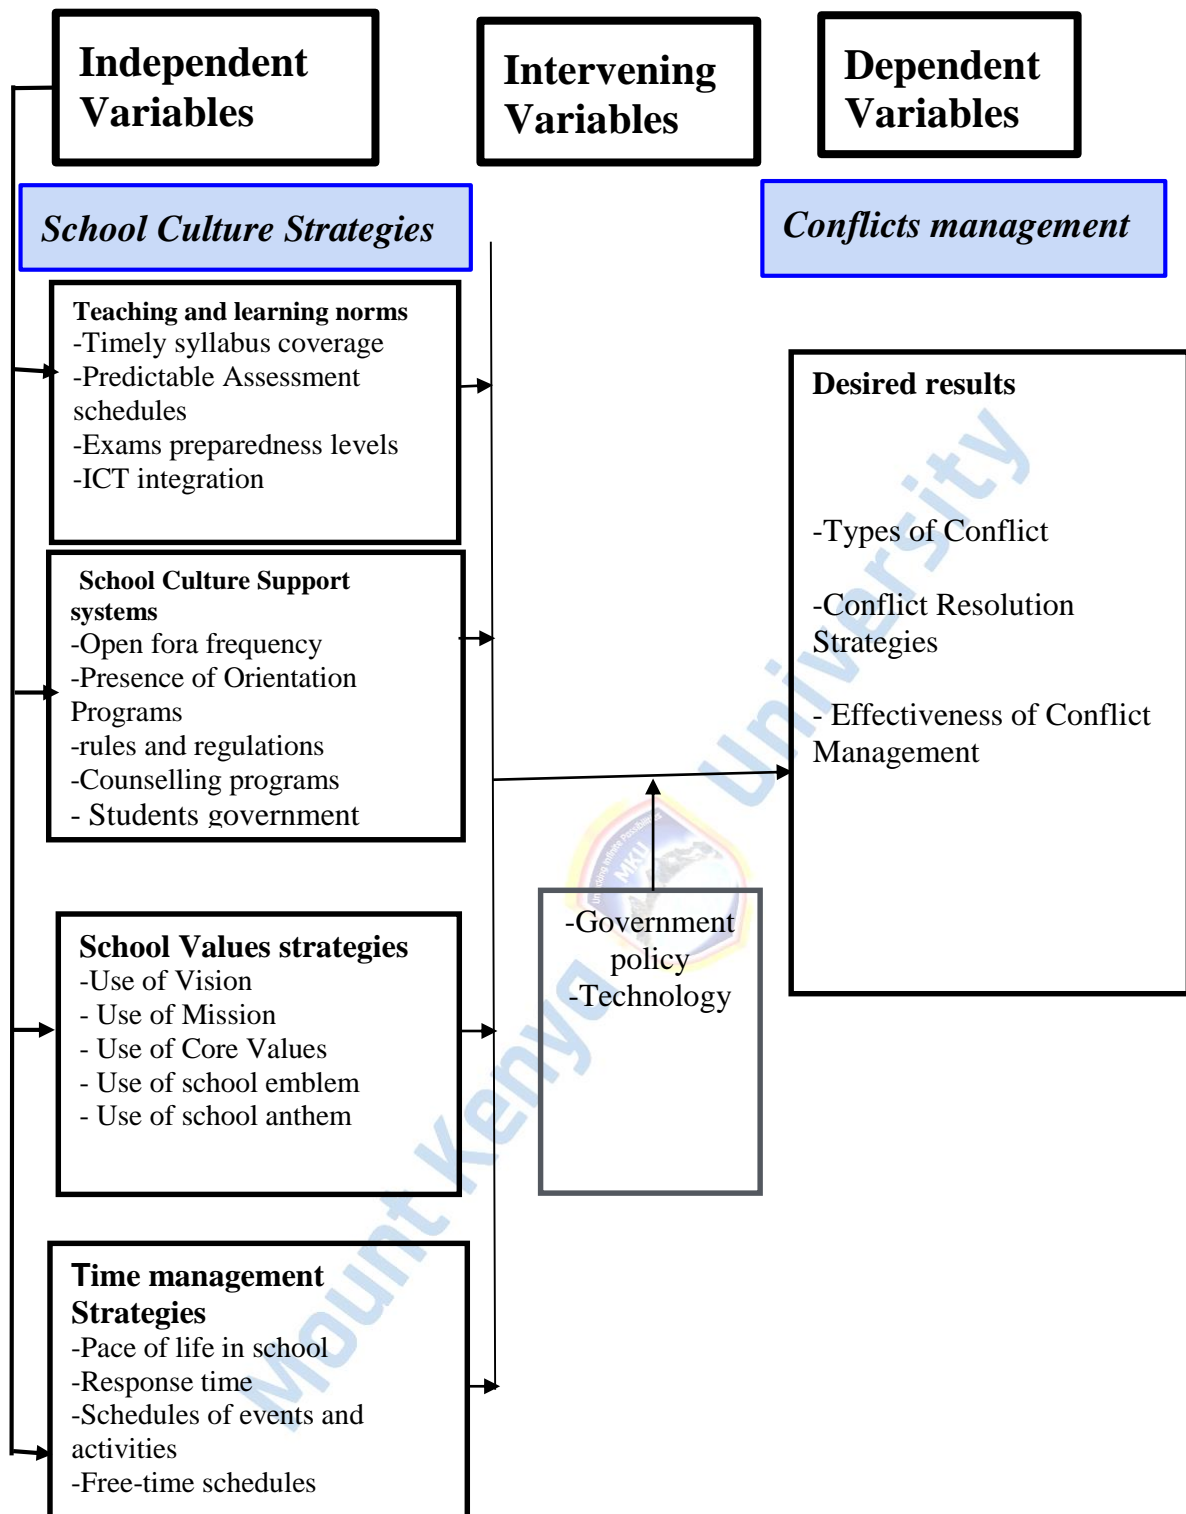 Independent
Variables
Intervening
Variables
Dependent
Variables
School Culture Strategies
Conflicts management
Teaching and learning norms
-Timely syllabus coverage
-Predictable Assessment
schedules
-Exams preparedness levels
-ICT integration
School Culture Support
systems
-Open fora frequency
-Presence of Orientation
Programs
-rules and regulations
-Counselling programs
- Students government
School Values strategies
-Use of Vision
- Use of Mission
- Use of Core Values
- Use of school emblem
- Use of school anthem
Time management
Strategies
-Pace of life in school
-Response time
-Schedules of events and
activities
-Free-time schedules
-Government
policy
-Technology
Desired results
-Types of Conflict
-Conflict Resolution
Strategies
- Effectiveness of Conflict
Management
Mount Kenya University
MKU
Unlocking Infinite Possibilities